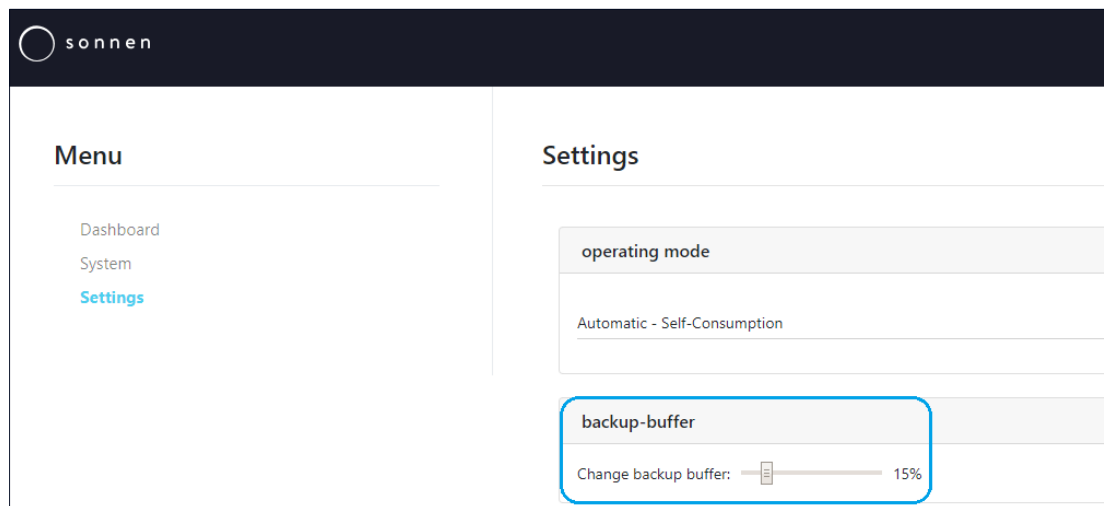 sonnen
Menu
Dashboard
System
Settings
Settings
operating mode
Automatic - Self-Consumption
backup-buffer
Change backup buffer: 15%